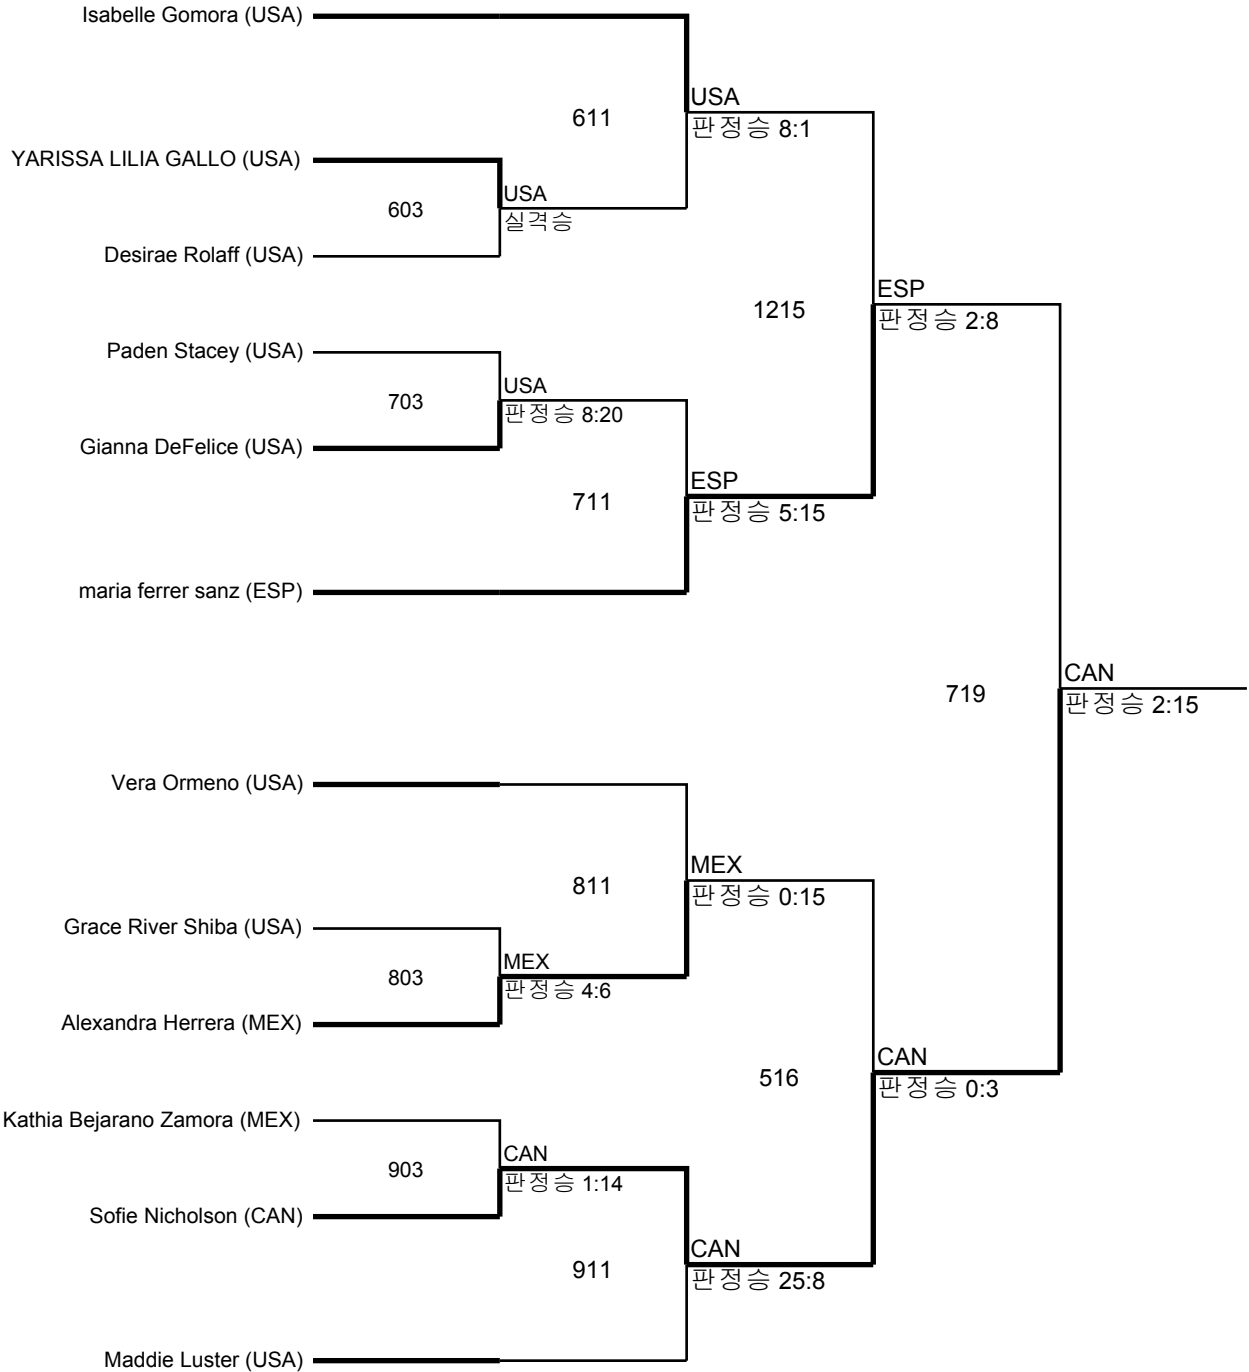 Isabelle Gomora (USA)
USA
611
판정승 8:1
YARISSA LILIA GALLO (USA)
USA
603
실격승
Desirae Rolaff (USA)
ESP
1215
판정승 2:8
Paden Stacey (USA)
USA
703
판정승 8:20
Gianna DeFelice (USA)
ESP
711
판정승 5:15
maria ferrer sanz (ESP)
CAN
719
판정승 2:15
Vera Ormeno (USA)
MEX
811
판정승 0:15
Grace River Shiba (USA)
MEX
803
판정승 4:6
Alexandra Herrera (MEX)
CAN
516
판정승 0:3
Kathia Bejarano Zamora (MEX)
CAN
903
판정승 1:14
Sofie Nicholson (CAN)
CAN
911
판정승 25:8
Maddie Luster (USA)